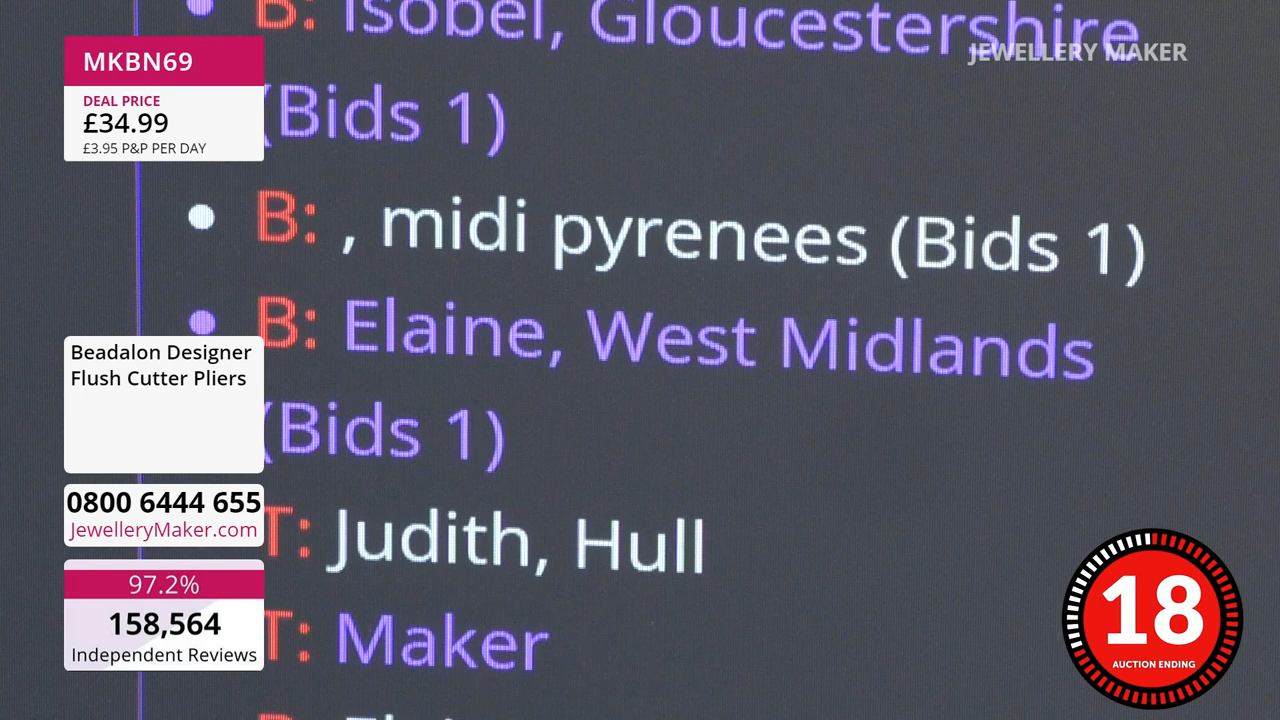 B: Isobel, Gloucestershire
(Bids 1)
B: , midi pyrenees (Bids 1)
B: Elaine, West Midlands
(Bids 1)
T: Judith, Hull
T: Maker
JEWELLERY MAKER
MKBN69
DEAL PRICE
£34.99
£3.95 P&P PER DAY
Beadalon Designer
Flush Cutter Pliers
0800 6444 655
JewelleryMaker.com
97.2%
158,564
Independent Reviews
18
AUCTION ENDING